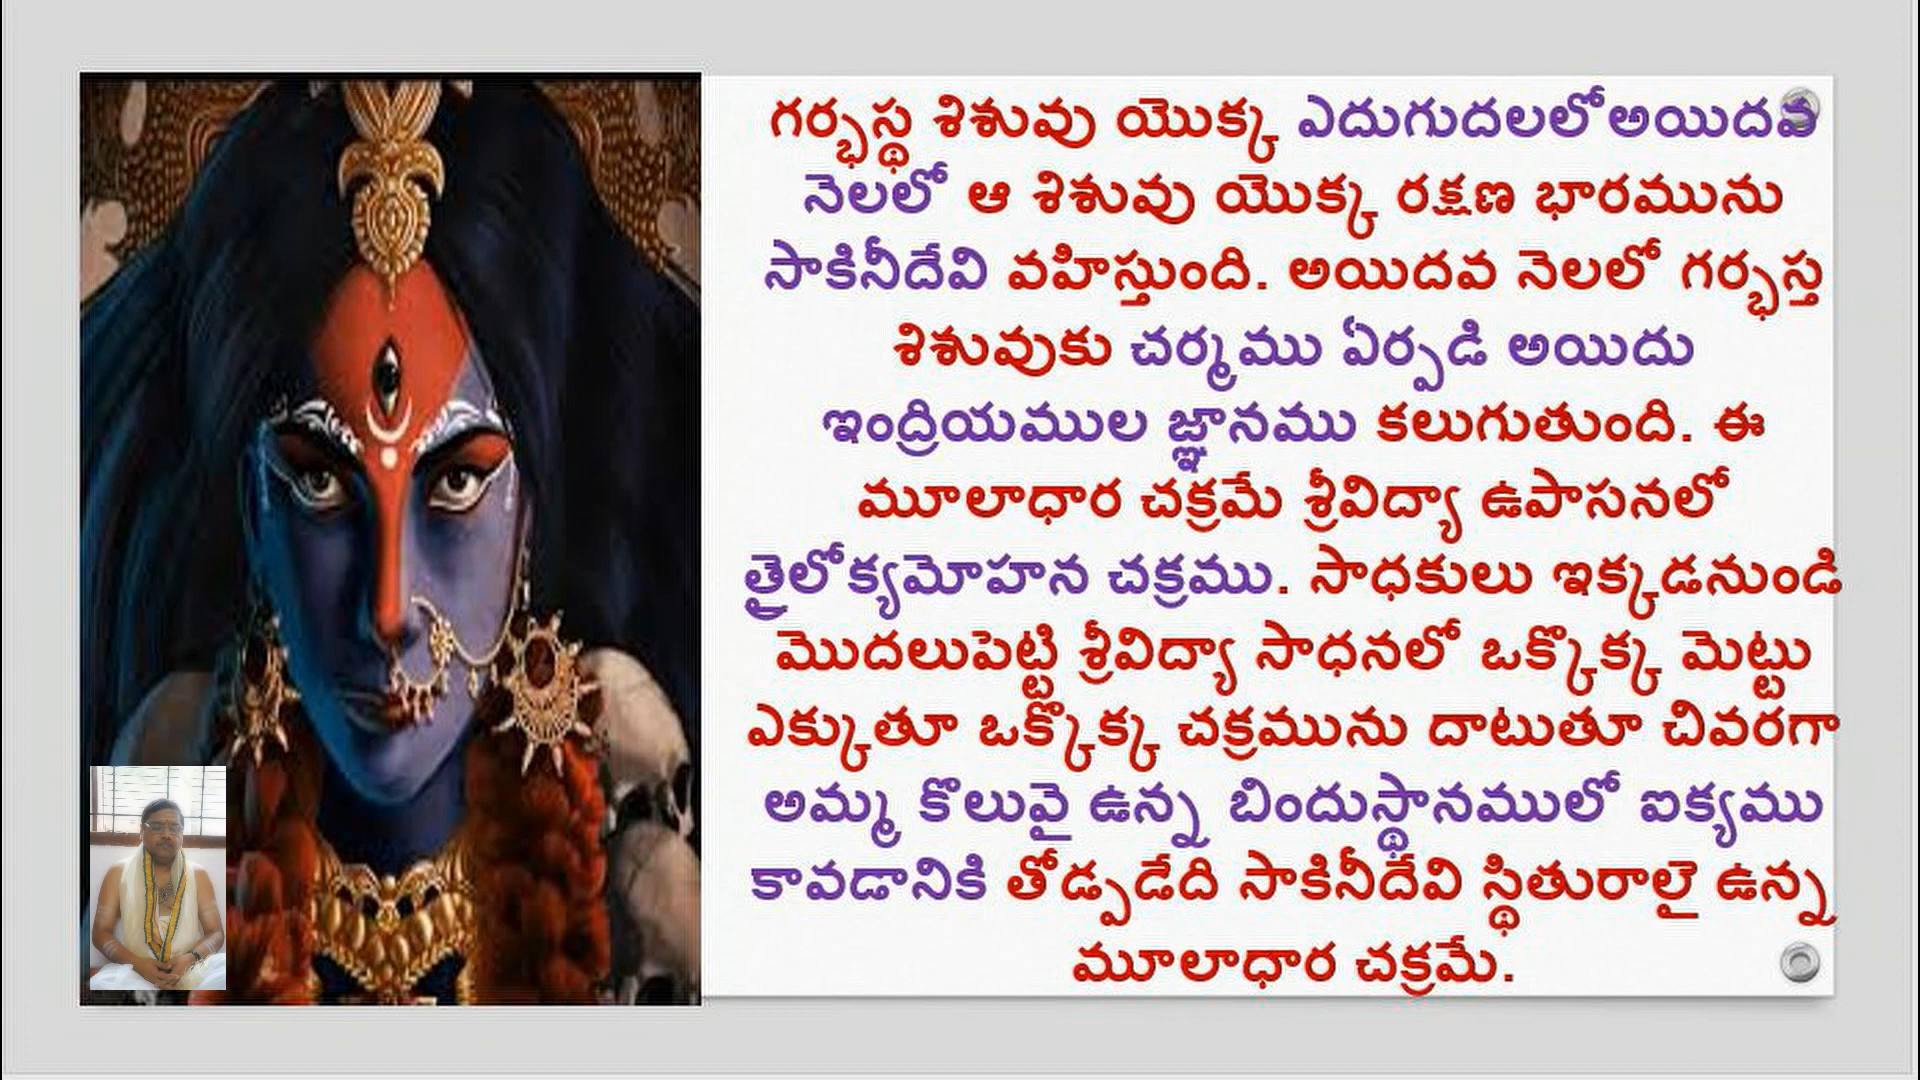 గర్భస్థ శిశువు యొక్క ఎదుగుదలలోఅయిదవ
నెలలో ఆ శిశువు యొక్క రక్షణ భారమును
సాకినీదేవి వహిస్తుంది. అయిదవ నెలలో గర్భస్త
శిశువుకు చర్మము ఏర్పడి అయిదు
ఇంద్రియముల జ్ఞానము కలుగుతుంది. ఈ
మూలాధార చక్రమే శ్రీవిద్యా ఉపాసనలో
త్రైలోక్యమోహన చక్రము. సాధకులు ఇక్కడనుండి
మొదలుపెట్టి శ్రీవిద్యా సాధనలో ఒక్కొక్క మెట్టు
ఎక్కుతూ ఒక్కొక్క చక్రమును దాటుతూ చివరగా
అమ్మ కొలువై ఉన్న బిందుస్థానములో ఐక్యము
కావడానికి తోడ్పడేది సాకినీదేవి స్థితురాలై ఉన్న
మూలాధార చక్రమే.